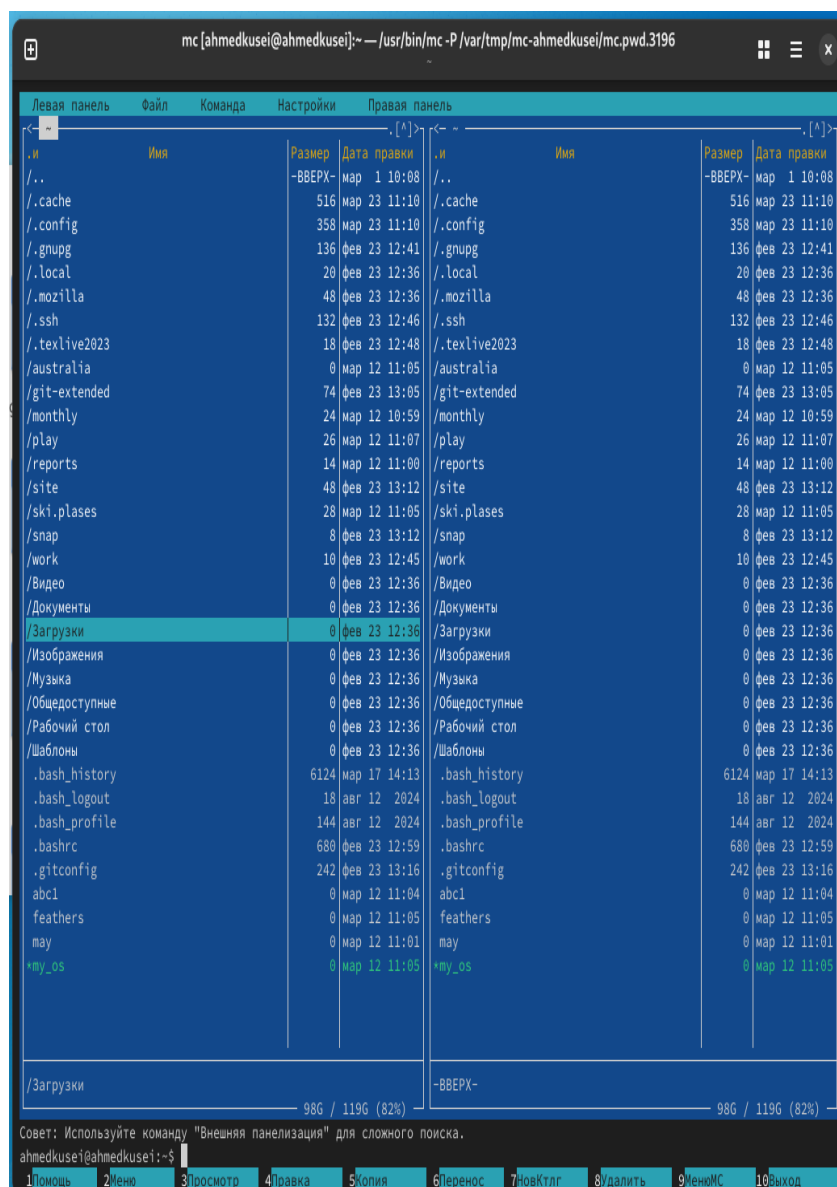 mc [ahmedkusei@ahmedkusei]:~ — /usr/bin/mc -P /var/tmp/mc-ahmedkusei/mc.pwd.3196
~
Левая панель Файл Команда Настройки Правая панель
<- ~ .[^]> <- ~ .[^]>
.и Имя Размер Дата правки .и Имя Размер Дата правки
/.. -ВВЕРХ- мар 1 10:08 /.. -ВВЕРХ- мар 1 10:08
/.cache 516 мар 23 11:10 /.cache 516 мар 23 11:10
/.config 358 мар 23 11:10 /.config 358 мар 23 11:10
/.gnupg 136 фев 23 12:41 /.gnupg 136 фев 23 12:41
/.local 20 фев 23 12:36 /.local 20 фев 23 12:36
/.mozilla 48 фев 23 12:36 /.mozilla 48 фев 23 12:36
/.ssh 132 фев 23 12:46 /.ssh 132 фев 23 12:46
/.texlive2023 18 фев 23 12:48 /.texlive2023 18 фев 23 12:48
/australia 0 мар 12 11:05 /australia 0 мар 12 11:05
/git-extended 74 фев 23 13:05 /git-extended 74 фев 23 13:05
/monthly 24 мар 12 10:59 /monthly 24 мар 12 10:59
/play 26 мар 12 11:07 /play 26 мар 12 11:07
/reports 14 мар 12 11:00 /reports 14 мар 12 11:00
/site 48 фев 23 13:12 /site 48 фев 23 13:12
/ski.plases 28 мар 12 11:05 /ski.plases 28 мар 12 11:05
/snap 8 фев 23 13:12 /snap 8 фев 23 13:12
/work 10 фев 23 12:45 /work 10 фев 23 12:45
/Видео 0 фев 23 12:36 /Видео 0 фев 23 12:36
/Документы 0 фев 23 12:36 /Документы 0 фев 23 12:36
/Загрузки 0 фев 23 12:36 /Загрузки 0 фев 23 12:36
/Изображения 0 фев 23 12:36 /Изображения 0 фев 23 12:36
/Музыка 0 фев 23 12:36 /Музыка 0 фев 23 12:36
/Общедоступные 0 фев 23 12:36 /Общедоступные 0 фев 23 12:36
/Рабочий стол 0 фев 23 12:36 /Рабочий стол 0 фев 23 12:36
/Шаблоны 0 фев 23 12:36 /Шаблоны 0 фев 23 12:36
.bash_history 6124 мар 17 14:13 .bash_history 6124 мар 17 14:13
.bash_logout 18 авг 12 2024 .bash_logout 18 авг 12 2024
.bash_profile 144 авг 12 2024 .bash_profile 144 авг 12 2024
.bashrc 680 фев 23 12:59 .bashrc 680 фев 23 12:59
.gitconfig 242 фев 23 13:16 .gitconfig 242 фев 23 13:16
abc1 0 мар 12 11:04 abc1 0 мар 12 11:04
feathers 0 мар 12 11:05 feathers 0 мар 12 11:05
may 0 мар 12 11:01 may 0 мар 12 11:01
*my_os 0 мар 12 11:05 *my_os 0 мар 12 11:05
/Загрузки -ВВЕРХ-
98G / 119G (82%) 98G / 119G (82%)
Совет: Используйте команду "Внешняя панелизация" для сложного поиска.
ahmedkusei@ahmedkusei:~$
1Помощь 2Меню 3Просмотр 4Правка 5Копия 6Перенос 7НовКтлг 8Удалить 9МенюMC 10Выход